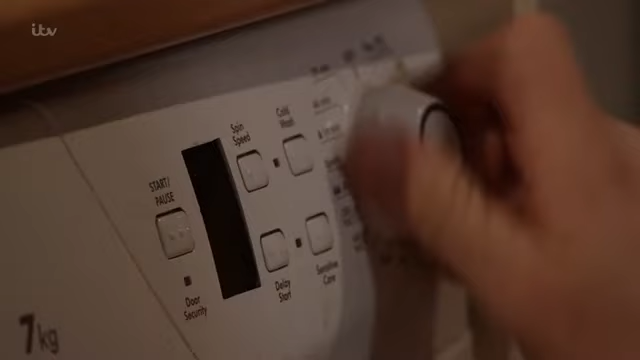 itv
Spin
Speed
Cold
Wash
START/
PAUSE
Door
Security
Delay
Start
Sensitive
Care
7kg